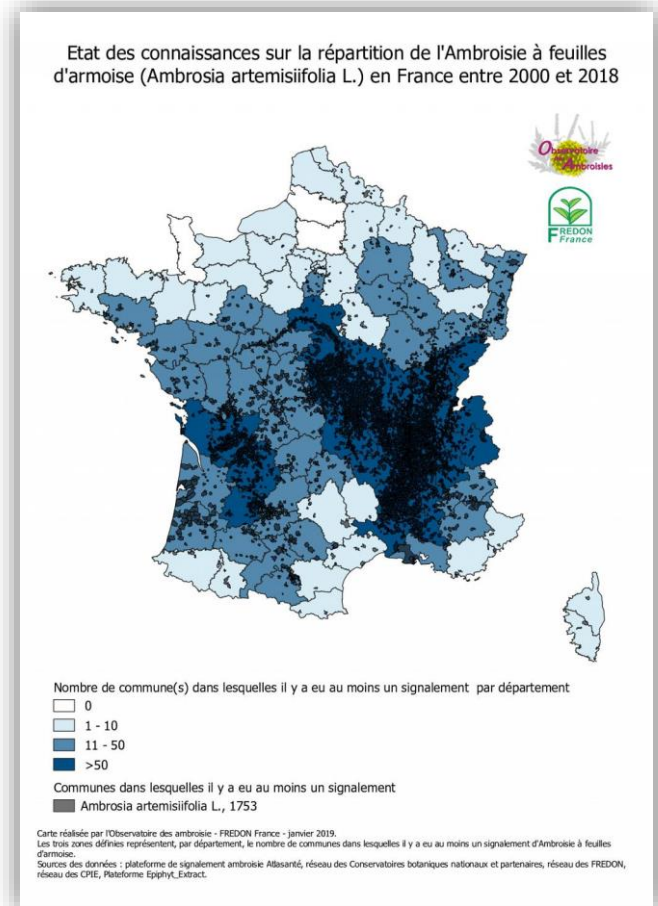 Etat des connaissances sur la répartition de l'Ambroisie à feuilles
d'armoise (Ambrosia artemisiifolia L.) en France entre 2000 et 2018
Observatoire
des
Ambroisies
FREDON
France
Nombre de commune(s) dans lesquelles il y a eu au moins un signalement par département
0
1 - 10
11 - 50
>50
Communes dans lesquelles il y a eu au moins un signalement
Ambrosia artemisiifolia L., 1753
Carte réalisée par l'Observatoire des ambroisie - FREDON France - janvier 2019.
Les trois zones définies représentent, par département, le nombre de communes dans lesquelles il y a eu au moins un signalement d'Ambroisie à feuilles
d'armoise.
Sources des données : plateforme de signalement ambroisie Atlasanté, réseau des Conservatoires botaniques nationaux et partenaires, réseau des FREDON,
réseau des CPIE, Plateforme Epiphyt_Extract.